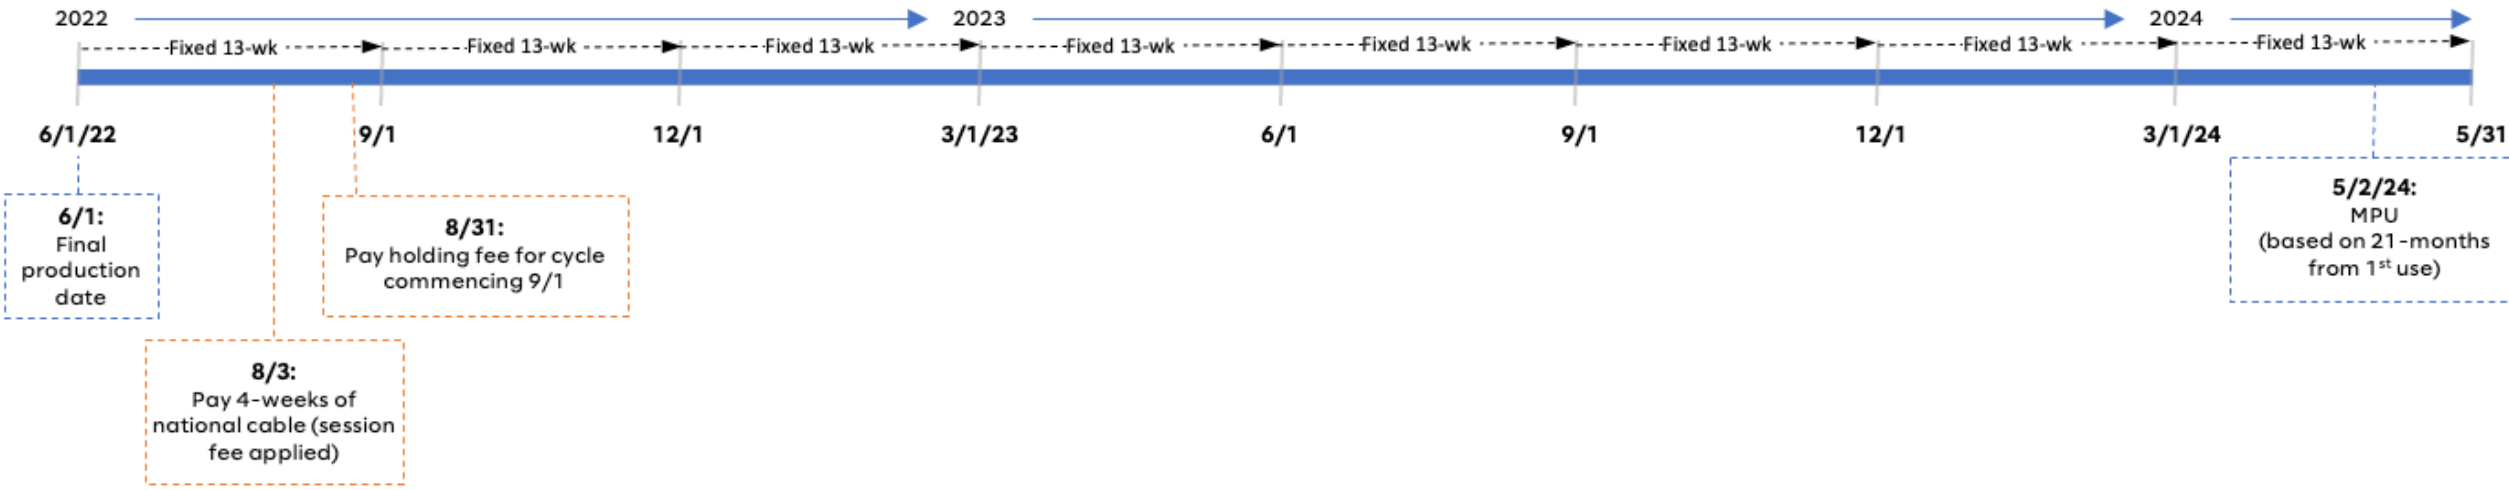 2022
2023
2024
Fixed 13-wk
Fixed 13-wk
Fixed 13-wk
Fixed 13-wk
Fixed 13-wk
Fixed 13-wk
Fixed 13-wk
Fixed 13-wk
6/1/22
9/1
12/1
3/1/23
6/1
9/1
12/1
3/1/24
5/31
6/1:
Final
production
date
8/31:
Pay holding fee for cycle
commencing 9/1
5/2/24:
MPU
(based on 21-months
from 1st use)
8/3:
Pay 4-weeks of
national cable (session
fee applied)